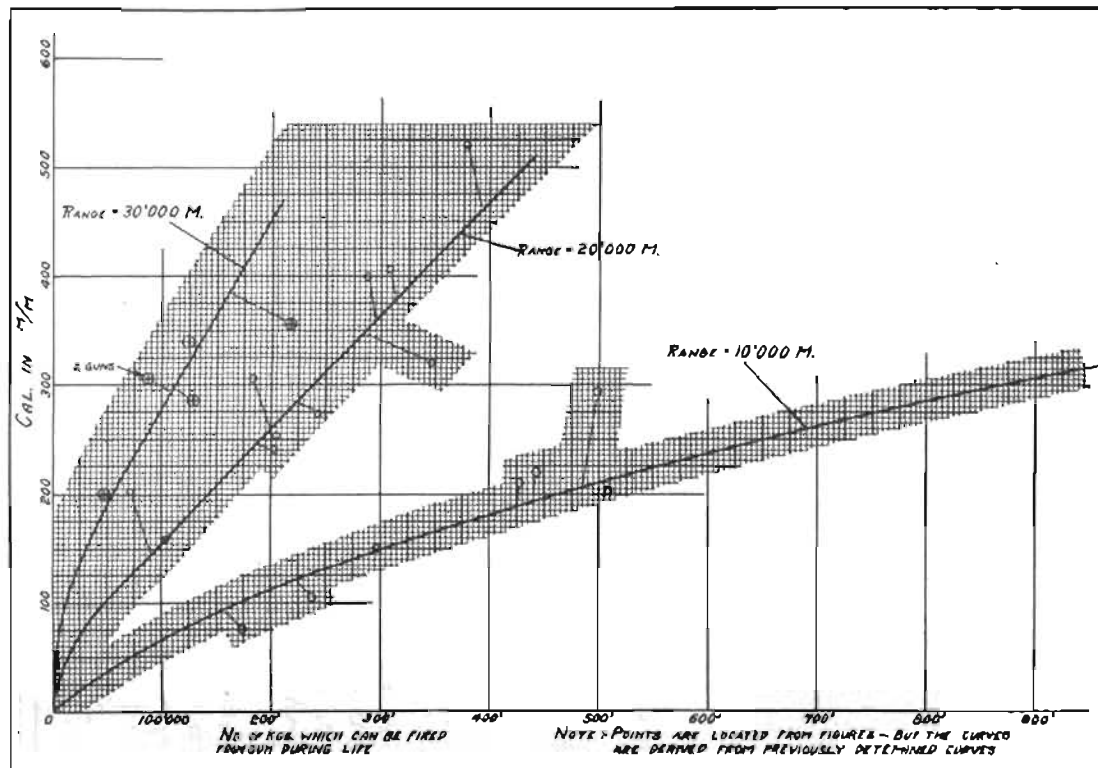 600
500
400
300
200
100
CAL. IN M/M
RANGE = 30'000 M.
RANGE = 20'000 M.
RANGE = 10'000 M.
2 GUNS
0
100'000
200'
300'
400'
500'
600'
700'
800'
900'
NO OF KGS WHICH CAN BE FIRED
FROM GUN DURING LIFE
NOTE:- POINTS ARE LOCATED FROM FIGURES - BUT THE CURVES
ARE DERIVED FROM PREVIOUSLY DETEMINED CURVES